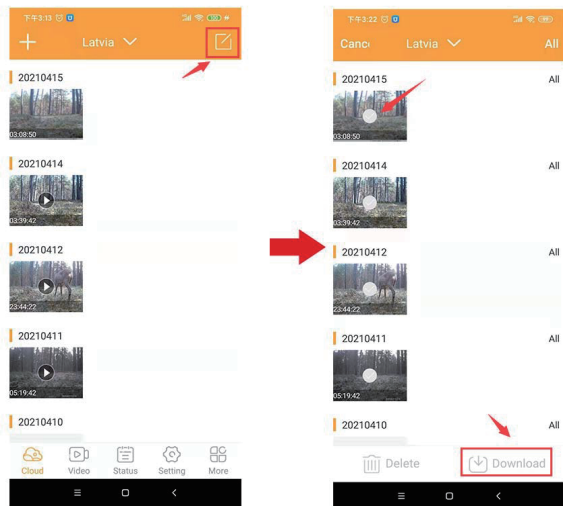 下午3:13
Latvia
20210415
03:08:50
20210414
03:39:42
20210412
23:44:22
20210411
05:19:42
20210410
Cloud Video Status Setting More
下午3:22
Canc Latvia All
20210415 All
03:08:50
20210414 All
03:39:42
20210412 All
23:44:22
20210411 All
05:19:42
20210410 All
Delete Download